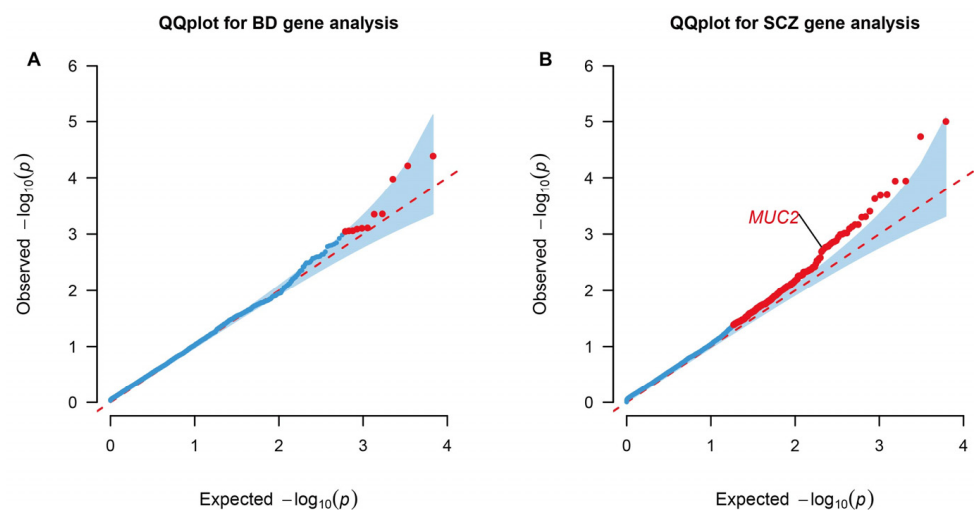 QQplot for BD gene analysis
A
6
5
4
3
2
1
0
Observed −log10(p)
0 1 2 3 4
Expected −log10(p)
QQplot for SCZ gene analysis
B
6
5
4
3
2
1
0
Observed −log10(p)
MUC2
0 1 2 3 4
Expected −log10(p)